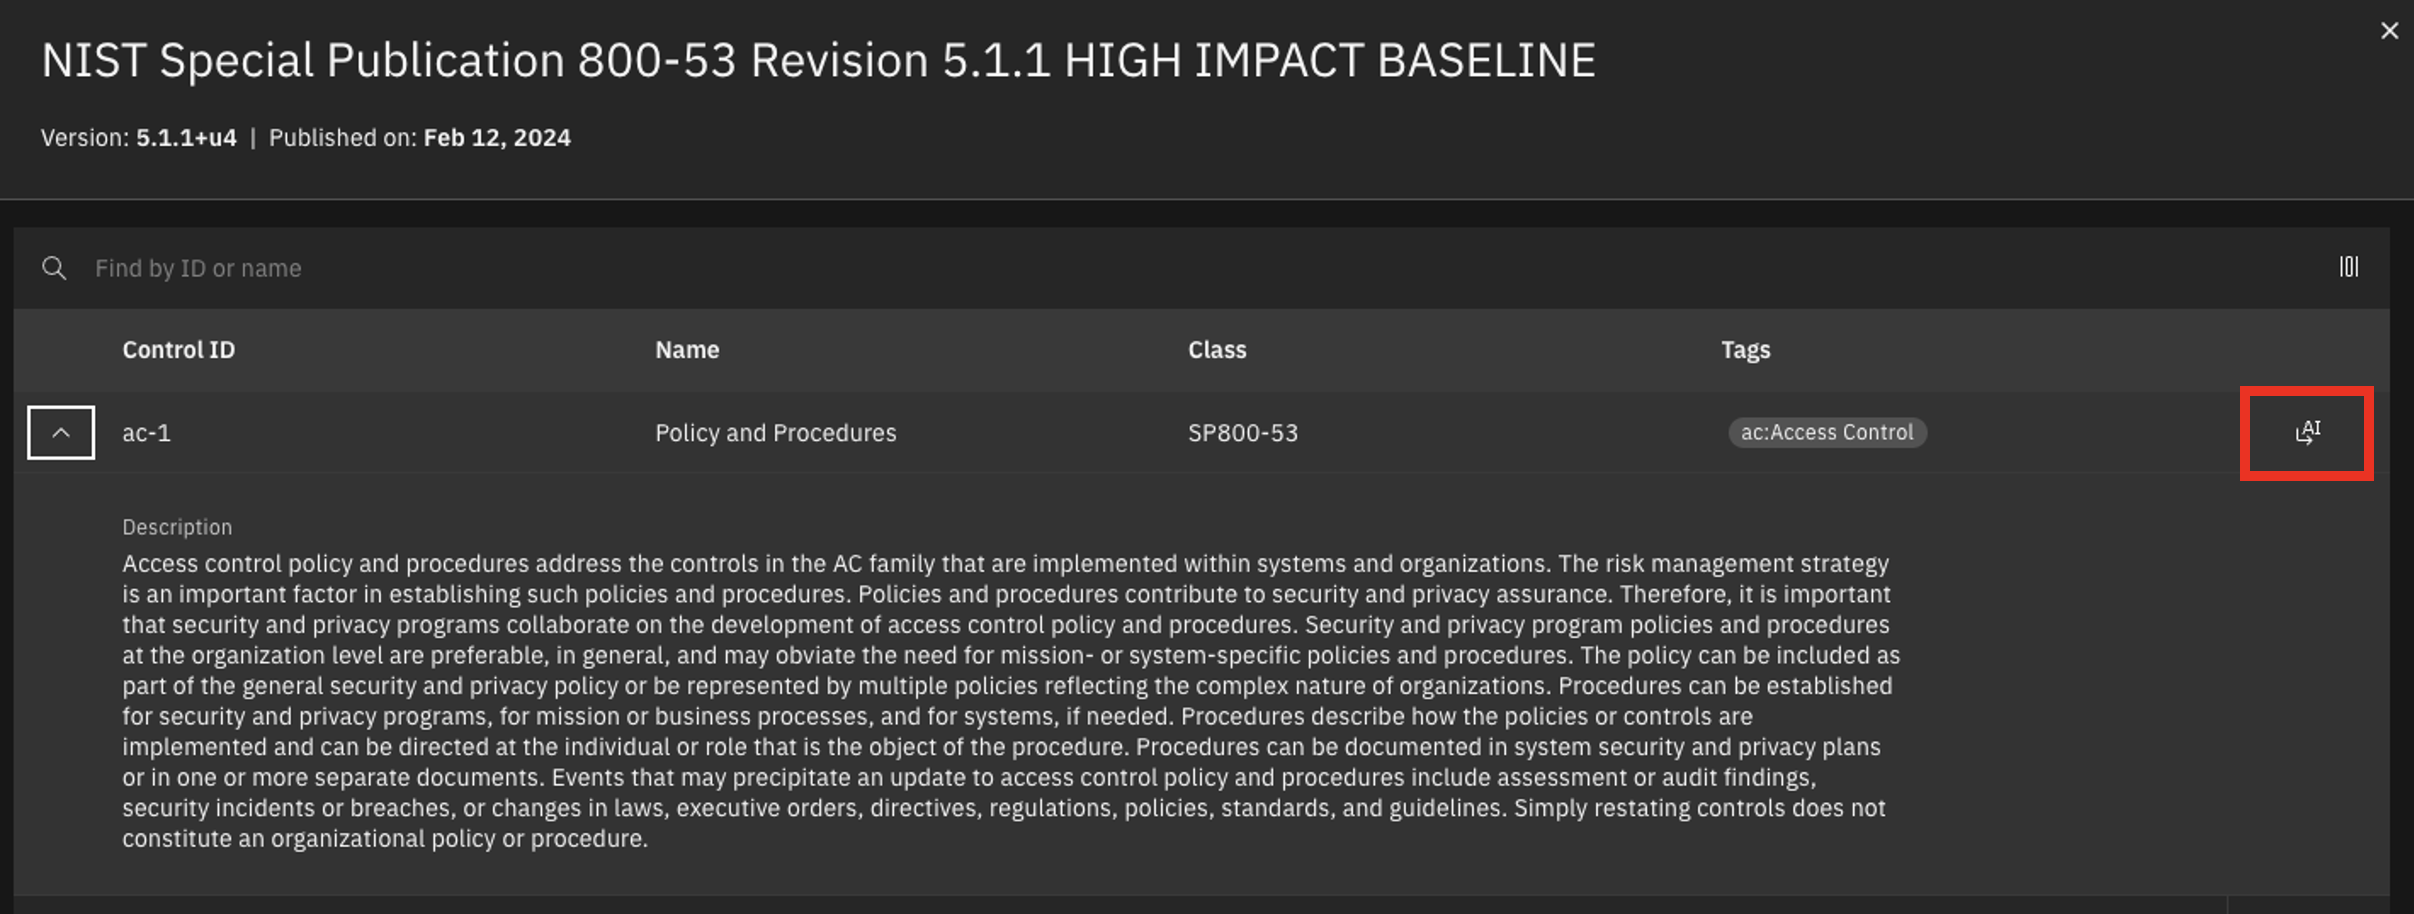 NIST Special Publication 800-53 Revision 5.1.1 HIGH IMPACT BASELINE
Version: 5.1.1+u4 | Published on: Feb 12, 2024
Find by ID or name
Control ID Name Class Tags
ac-1 Policy and Procedures SP800-53 ac:Access Control AI
Description
Access control policy and procedures address the controls in the AC family that are implemented within systems and organizations. The risk management strategy
is an important factor in establishing such policies and procedures. Policies and procedures contribute to security and privacy assurance. Therefore, it is important
that security and privacy programs collaborate on the development of access control policy and procedures. Security and privacy program policies and procedures
at the organization level are preferable, in general, and may obviate the need for mission- or system-specific policies and procedures. The policy can be included as
part of the general security and privacy policy or be represented by multiple policies reflecting the complex nature of organizations. Procedures can be established
for security and privacy programs, for mission or business processes, and for systems, if needed. Procedures describe how the policies or controls are
implemented and can be directed at the individual or role that is the object of the procedure. Procedures can be documented in system security and privacy plans
or in one or more separate documents. Events that may precipitate an update to access control policy and procedures include assessment or audit findings,
security incidents or breaches, or changes in laws, executive orders, directives, regulations, policies, standards, and guidelines. Simply restating controls does not
constitute an organizational policy or procedure.